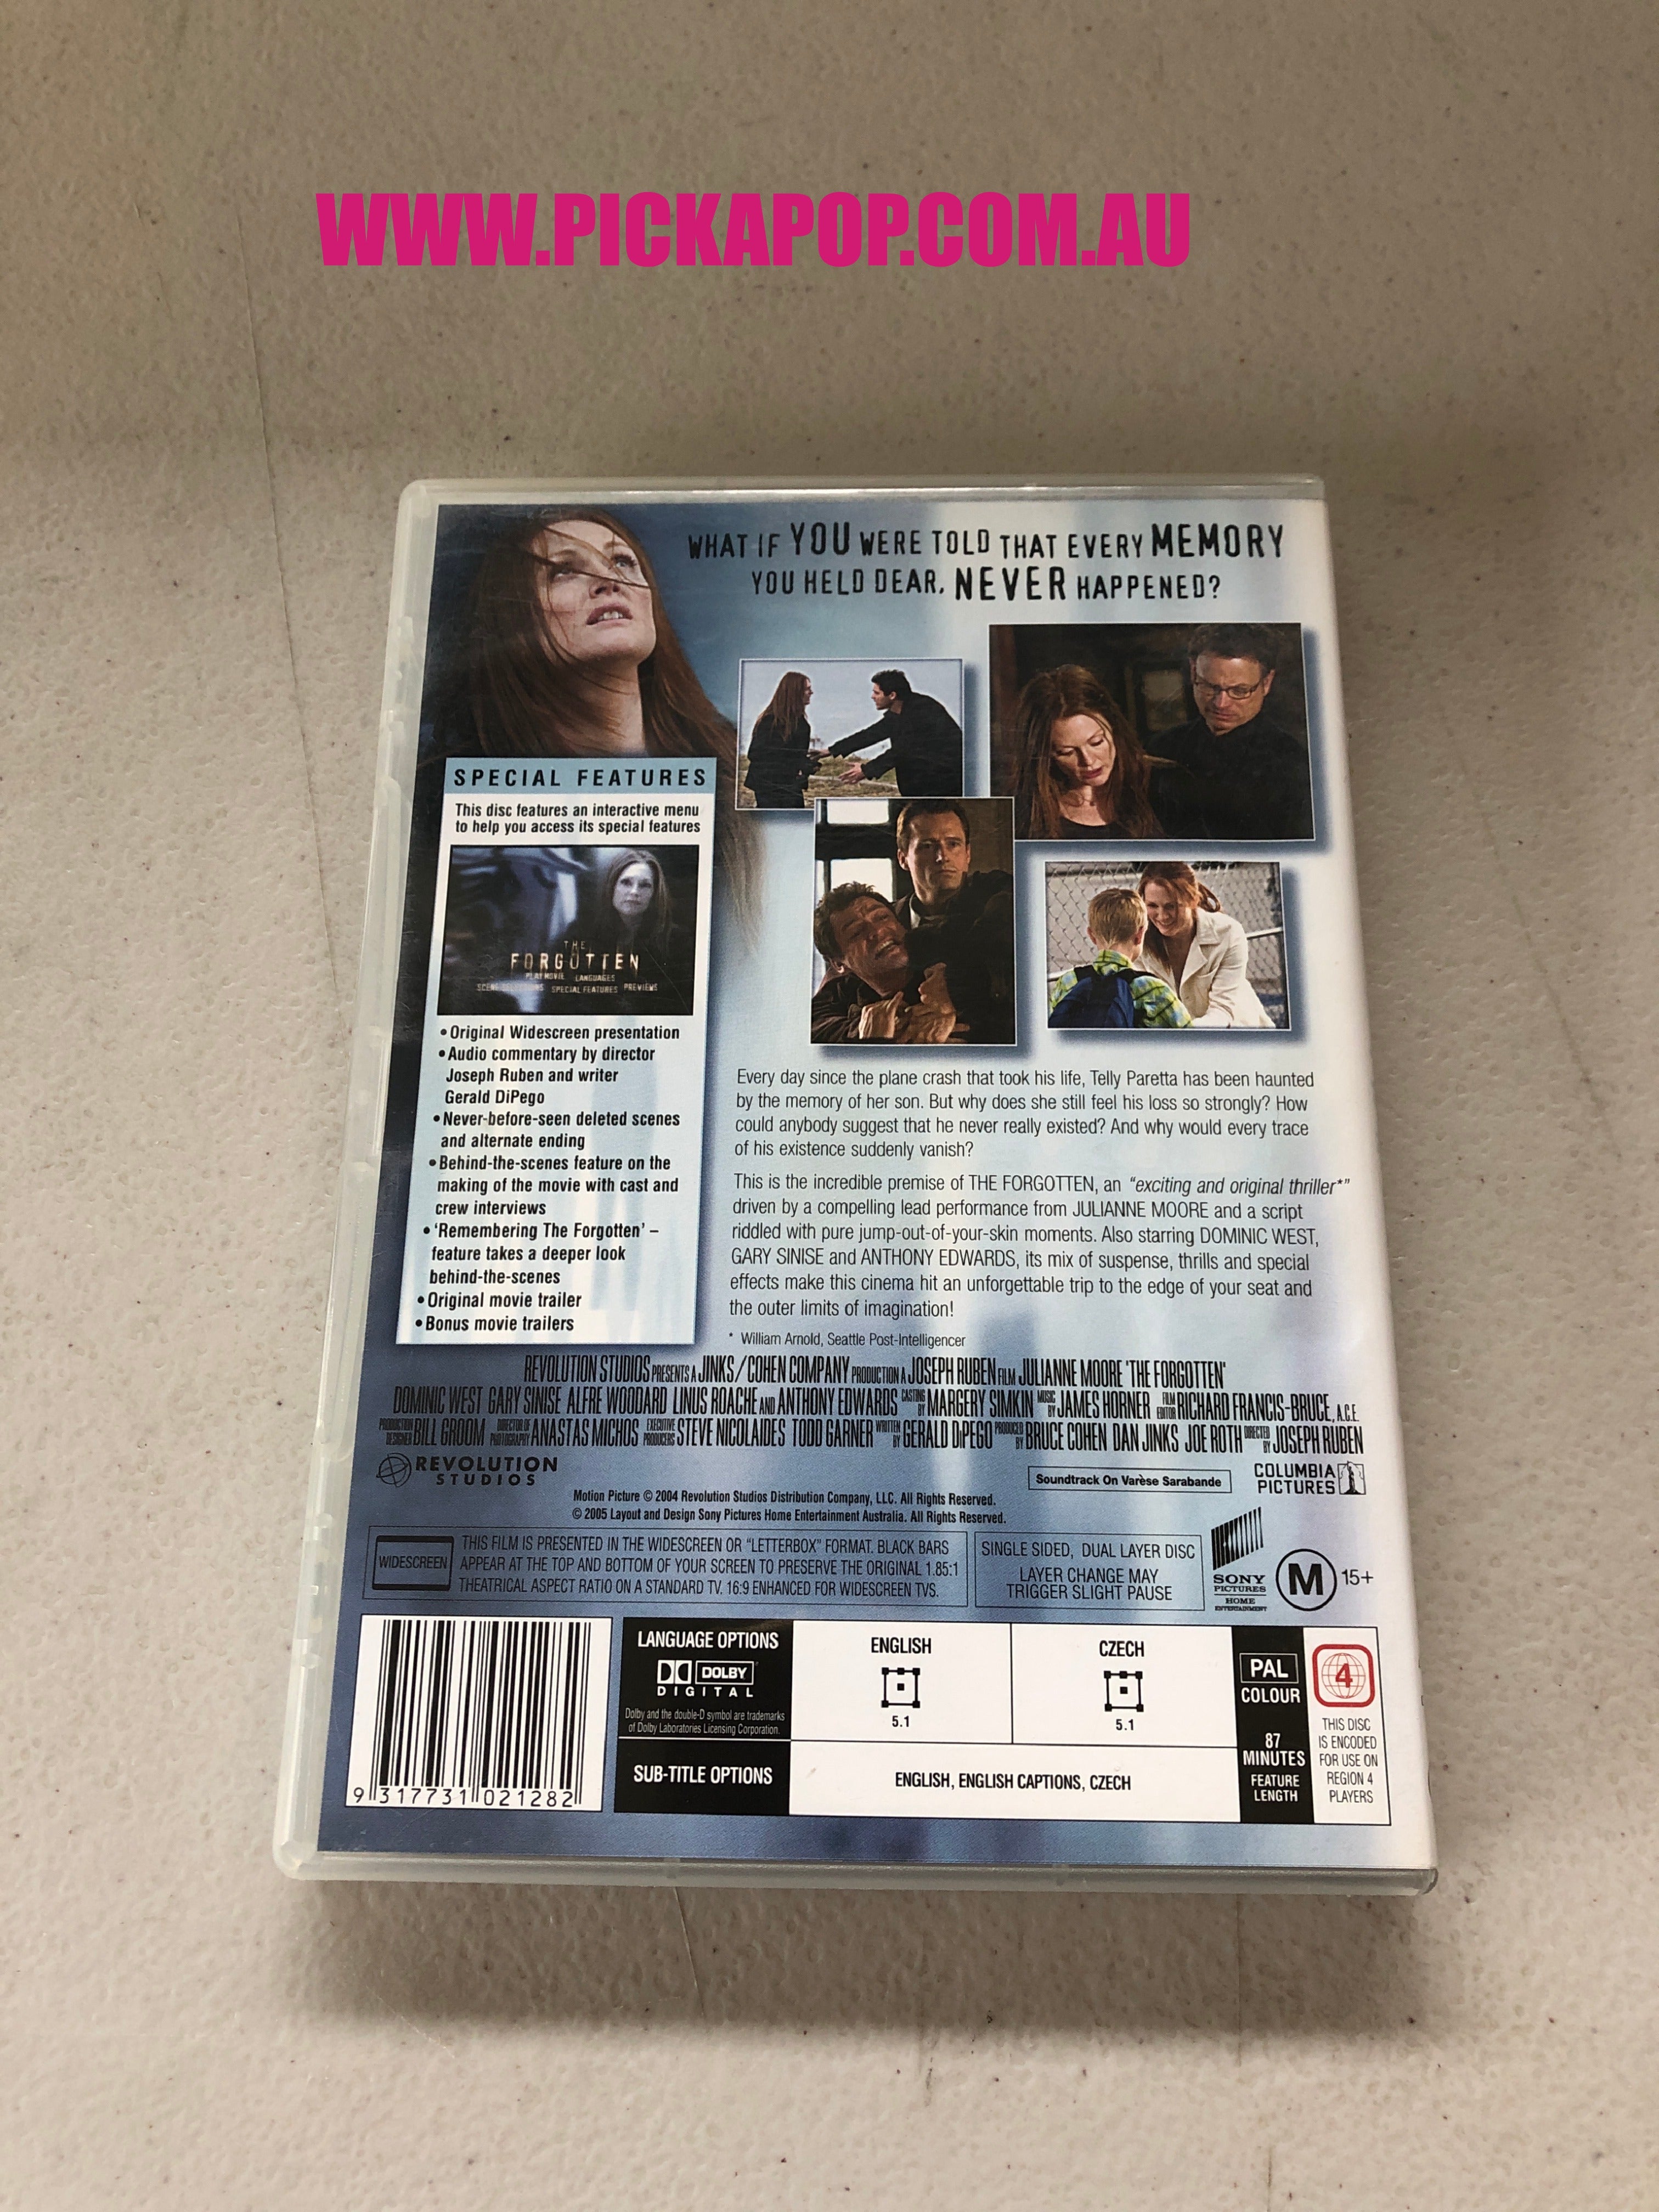 WWW.PICKAPOP.COM.AU
WHAT IF YOU WERE TOLD THAT EVERY MEMORY
YOU HELD DEAR, NEVER HAPPENED?
SPECIAL FEATURES
This disc features an interactive menu
to help you access its special features
THE
FORGOTTEN
PLAY MOVIE LANGUAGES
SCENE SELECTIONS SPECIAL FEATURES PREVIEWS
• Original Widescreen presentation
• Audio commentary by director
Joseph Ruben and writer
Gerald DiPego
• Never-before-seen deleted scenes
and alternate ending
• Behind-the-scenes feature on the
making of the movie with cast and
crew interviews
• 'Remembering The Forgotten' –
feature takes a deeper look
behind-the-scenes
• Original movie trailer
• Bonus movie trailers
Every day since the plane crash that took his life, Telly Paretta has been haunted
by the memory of her son. But why does she still feel his loss so strongly? How
could anybody suggest that he never really existed? And why would every trace
of his existence suddenly vanish?
This is the incredible premise of THE FORGOTTEN, an "exciting and original thriller*"
driven by a compelling lead performance from JULIANNE MOORE and a script
riddled with pure jump-out-of-your-skin moments. Also starring DOMINIC WEST,
GARY SINISE and ANTHONY EDWARDS, its mix of suspense, thrills and special
effects make this cinema hit an unforgettable trip to the edge of your seat and
the outer limits of imagination!
* William Arnold, Seattle Post-Intelligencer
REVOLUTION STUDIOS PRESENTS A JINKS/COHEN COMPANY PRODUCTION A JOSEPH RUBEN FILM JULIANNE MOORE 'THE FORGOTTEN'
DOMINIC WEST GARY SINISE ALFRE WOODARD LINUS ROACHE AND ANTHONY EDWARDS CASTING BY MARGERY SIMKIN MUSIC BY JAMES HORNER FILM EDITOR RICHARD FRANCIS-BRUCE, A.C.E.
PRODUCTION DESIGNER BILL GROOM DIRECTOR OF PHOTOGRAPHY ANASTAS MICHOS EXECUTIVE PRODUCERS STEVE NICOLAIDES TODD GARNER WRITTEN BY GERALD DIPEGO PRODUCED BY BRUCE COHEN DAN JINKS JOE ROTH DIRECTED BY JOSEPH RUBEN
REVOLUTION
STUDIOS
Soundtrack On Varèse Sarabande
COLUMBIA
PICTURES
Motion Picture © 2004 Revolution Studios Distribution Company, LLC. All Rights Reserved.
© 2005 Layout and Design Sony Pictures Home Entertainment Australia. All Rights Reserved.
WIDESCREEN
THIS FILM IS PRESENTED IN THE WIDESCREEN OR "LETTERBOX" FORMAT. BLACK BARS
APPEAR AT THE TOP AND BOTTOM OF YOUR SCREEN TO PRESERVE THE ORIGINAL 1.85:1
THEATRICAL ASPECT RATIO ON A STANDARD TV. 16:9 ENHANCED FOR WIDESCREEN TVS.
SINGLE SIDED, DUAL LAYER DISC
LAYER CHANGE MAY
TRIGGER SLIGHT PAUSE
SONY
PICTURES
HOME
ENTERTAINMENT
M 15+
9 317731 021282
LANGUAGE OPTIONS
DOLBY
DIGITAL
Dolby and the double-D symbol are trademarks
of Dolby Laboratories Licensing Corporation.
ENGLISH
5.1
CZECH
5.1
SUB-TITLE OPTIONS
ENGLISH, ENGLISH CAPTIONS, CZECH
PAL
COLOUR
87
MINUTES
FEATURE
LENGTH
4
THIS DISC
IS ENCODED
FOR USE ON
REGION 4
PLAYERS